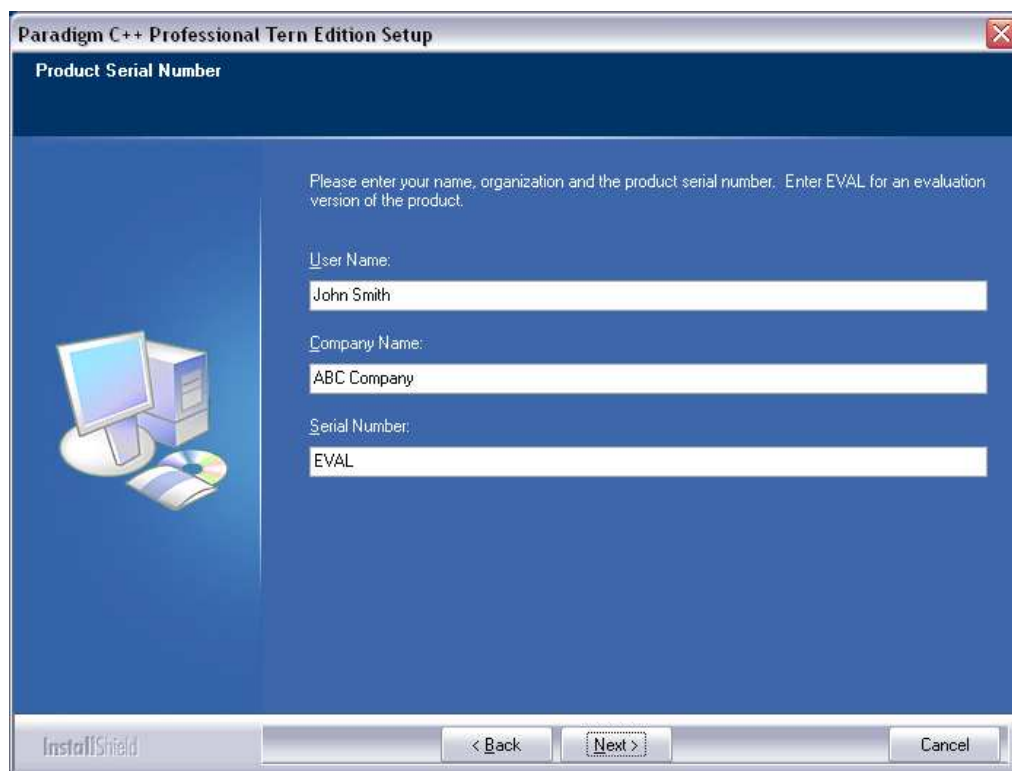 Paradigm C++ Professional Tern Edition Setup
Product Serial Number
Please enter your name, organization and the product serial number. Enter EVAL for an evaluation
version of the product.
User Name:
John Smith
Company Name:
ABC Company
Serial Number:
EVAL
InstallShield
< Back
Next >
Cancel